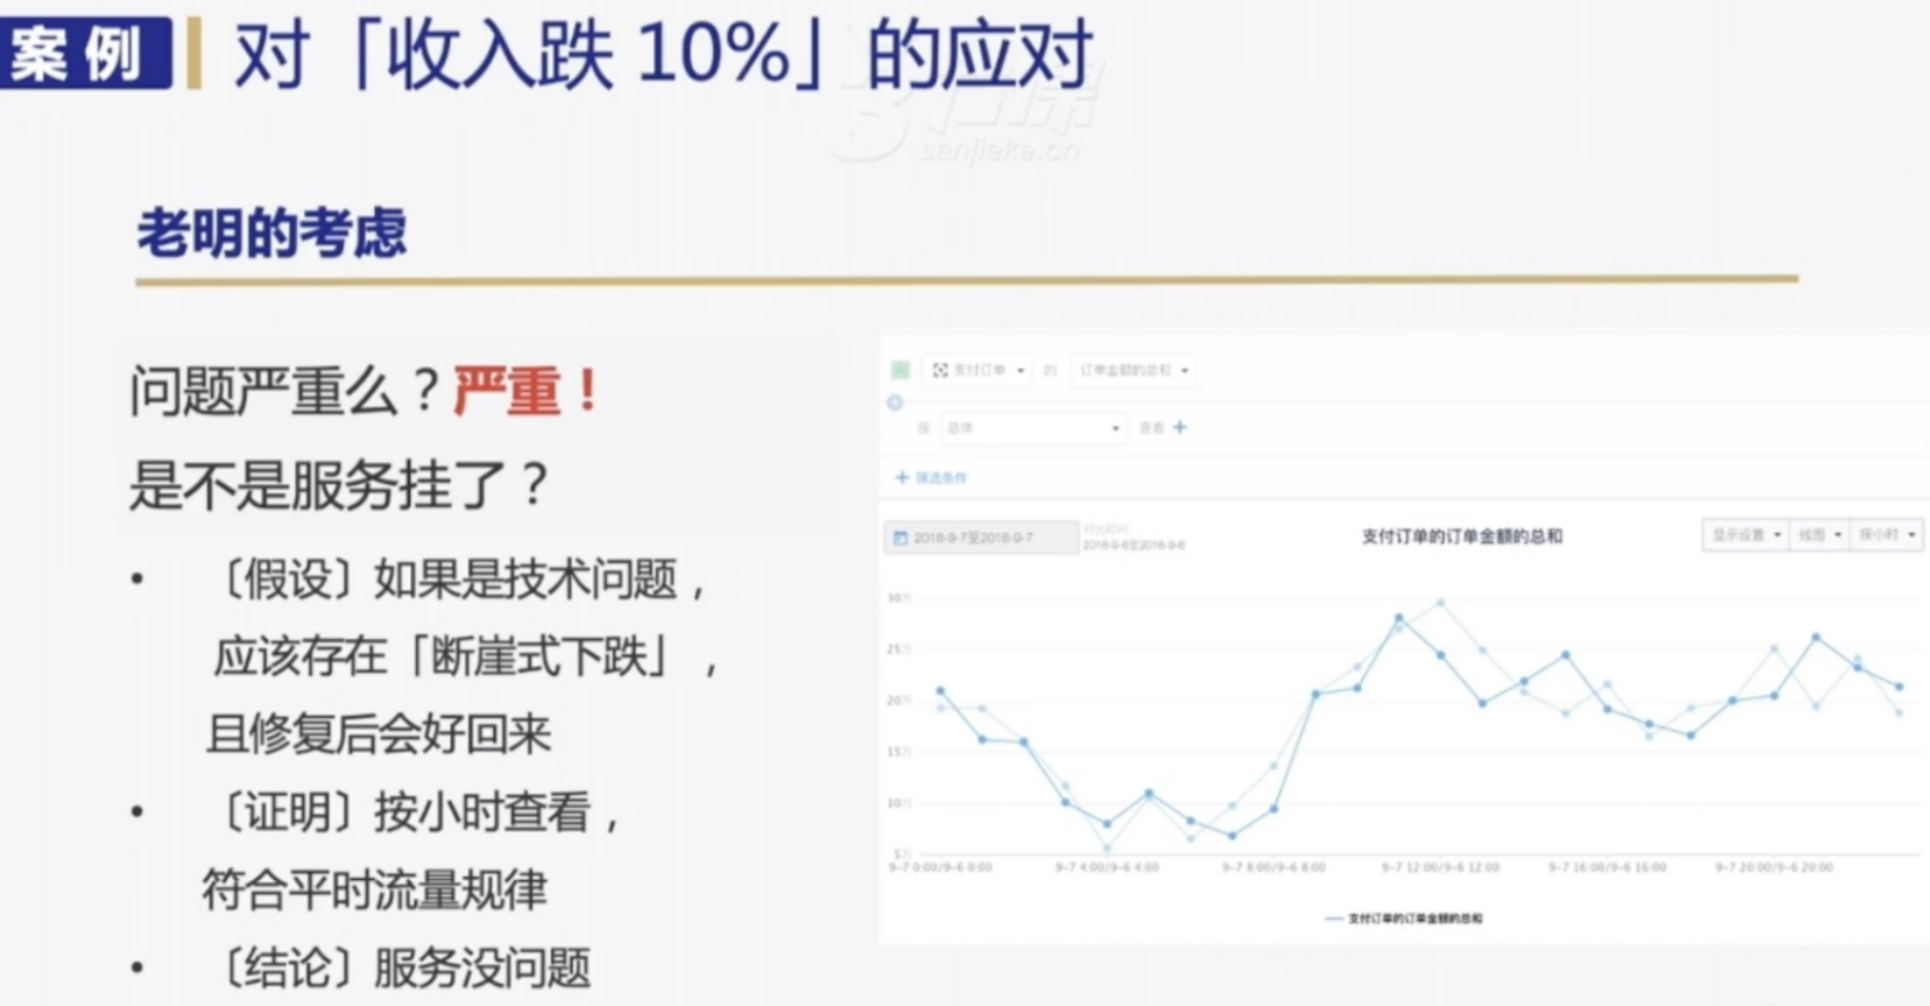 案例
对「收入跌 10%」的应对
三节课
sanjieke.cn
老明的考虑
问题严重么？严重！
是不是服务挂了？
• 〔假设〕如果是技术问题，
应该存在「断崖式下跌」，
且修复后会好回来
• 〔证明〕按小时查看，
符合平时流量规律
• 〔结论〕服务没问题
A 支付订单 的 订单金额的总和
按 总体 查看 +
+ 筛选条件
2018-9-7至2018-9-7
对比时间:
2018-9-6至2018-9-6
支付订单的订单金额的总和
显示设置 线图 按小时
30万
25万
20万
15万
10万
5万
9-7 0:00/9-6 0:00 9-7 4:00/9-6 4:00 9-7 8:00/9-6 8:00 9-7 12:00/9-6 12:00 9-7 16:00/9-6 16:00 9-7 20:00/9-6 20:00
支付订单的订单金额的总和